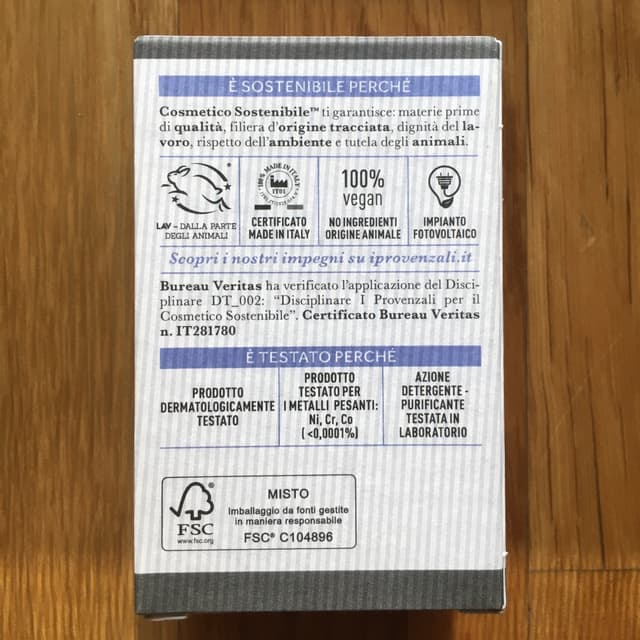 È SOSTENIBILE PERCHÉ
Cosmetico Sostenibile™ ti garantisce: materie prime
di qualità, filiera d'origine tracciata, dignità del la-
voro, rispetto dell'ambiente e tutela degli animali.
LAV – DALLA PARTE
DEGLI ANIMALI
100% MADE IN ITALY
IT01
CERTIFICATO
MADE IN ITALY
100%
vegan
NO INGREDIENTI
ORIGINE ANIMALE
IMPIANTO
FOTOVOLTAICO
Scopri i nostri impegni su iprovenzali.it
Bureau Veritas ha verificato l'applicazione del Disci-
plinare DT_002: “Disciplinare I Provenzali per il
Cosmetico Sostenibile”. Certificato Bureau Veritas
n. IT281780
È TESTATO PERCHÉ
PRODOTTO
DERMATOLOGICAMENTE
TESTATO
PRODOTTO
TESTATO PER
I METALLI PESANTI:
Ni, Cr, Co
( <0,0001%)
AZIONE
DETERGENTE -
PURIFICANTE
TESTATA IN
LABORATORIO
FSC
www.fsc.org
MISTO
Imballaggio da fonti gestite
in maniera responsabile
FSC® C104896